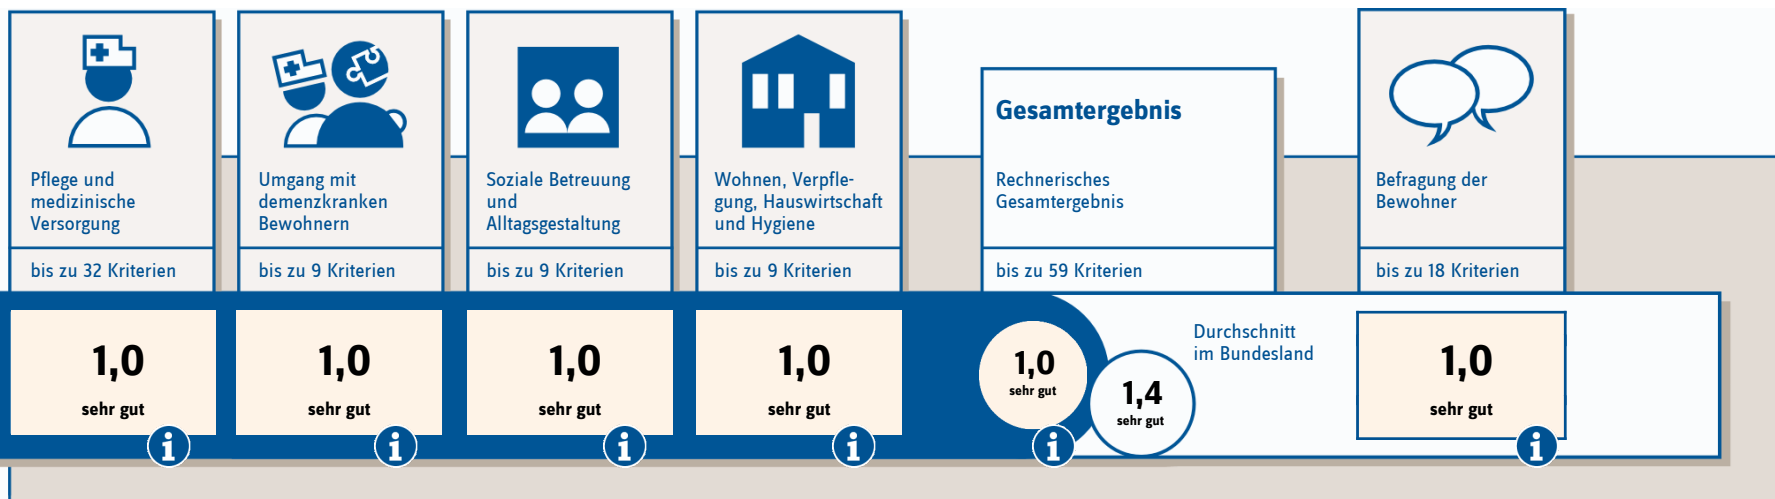 Pflege und
medizinische
Versorgung
bis zu 32 Kriterien
1,0
sehr gut
Umgang mit
demenzkranken
Bewohnern
bis zu 9 Kriterien
1,0
sehr gut
Soziale Betreuung
und
Alltagsgestaltung
bis zu 9 Kriterien
1,0
sehr gut
Wohnen, Verpfle-
gung, Hauswirtschaft
und Hygiene
bis zu 9 Kriterien
1,0
sehr gut
Gesamtergebnis
Rechnerisches
Gesamtergebnis
bis zu 59 Kriterien
1,0
sehr gut
1,4
sehr gut
Durchschnitt
im Bundesland
Befragung der
Bewohner
bis zu 18 Kriterien
1,0
sehr gut